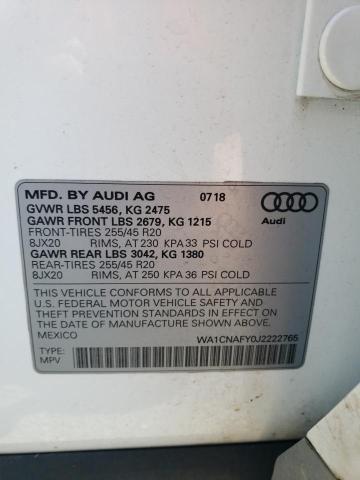 MFD. BY AUDI AG 07 18
GVWR LBS 5456, KG 2475
GAWR FRONT LBS 2679, KG 1215
FRONT-TIRES 255/45 R20
8JX20 RIMS, AT 230 KPA 33 PSI COLD
GAWR REAR LBS 3042, KG 1380
REAR-TIRES 255/45 R20
8JX20 RIMS, AT 250 KPA 36 PSI COLD
Audi
THIS VEHICLE CONFORMS TO ALL APPLICABLE
U.S. FEDERAL MOTOR VEHICLE SAFETY, BUMPER
AND THEFT PREVENTION STANDARDS IN EFFECT ON
THE DATE OF MANUFACTURE SHOWN ABOVE.
MEXICO
WA1CNAFY0J2222765
TYPE:
MPV